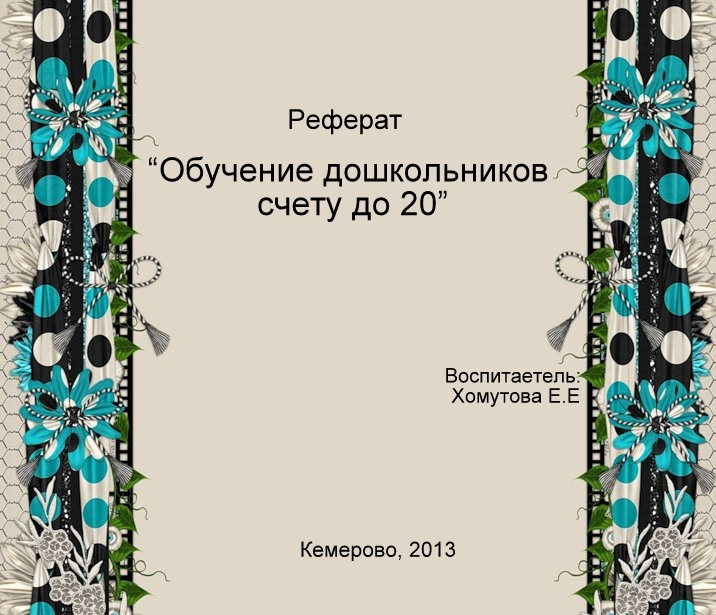 Реферат
“Обучение дошкольников
счету до 20”
Воспитаетель:
Хомутова Е.Е
Кемерово, 2013